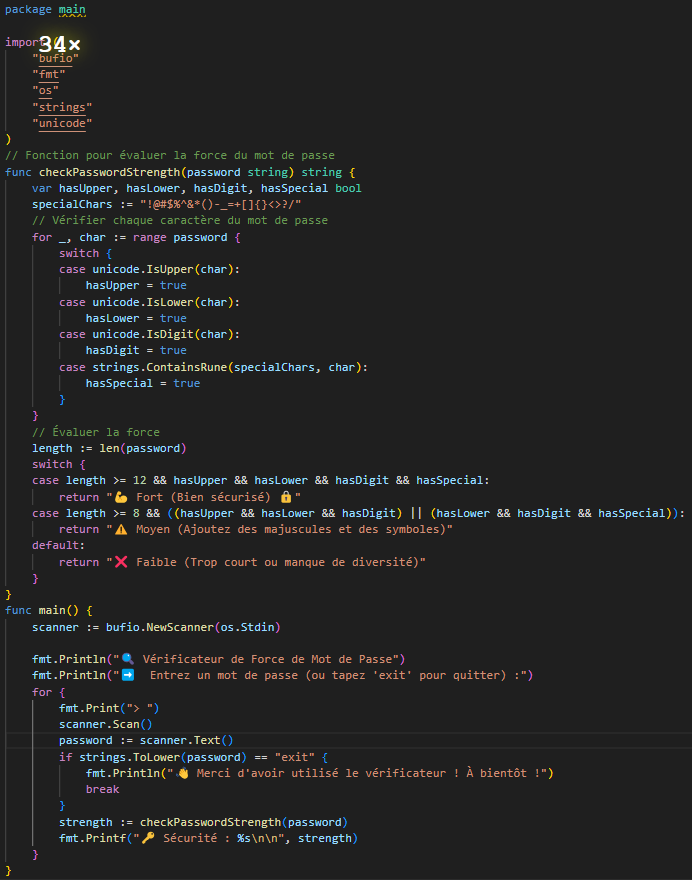 package main
import (
34×
"bufio"
"fmt"
"os"
"strings"
"unicode"
)
// Fonction pour évaluer la force du mot de passe
func checkPasswordStrength(password string) string {
var hasUpper, hasLower, hasDigit, hasSpecial bool
specialChars := "!@#$%^&*()-_=+[]{}<>?/"
// Vérifier chaque caractère du mot de passe
for _, char := range password {
switch {
case unicode.IsUpper(char):
hasUpper = true
case unicode.IsLower(char):
hasLower = true
case unicode.IsDigit(char):
hasDigit = true
case strings.ContainsRune(specialChars, char):
hasSpecial = true
}
}
// Évaluer la force
length := len(password)
switch {
case length >= 12 && hasUpper && hasLower && hasDigit && hasSpecial:
return "💪 Fort (Bien sécurisé) 🔒"
case length >= 8 && ((hasUpper && hasLower && hasDigit) || (hasLower && hasDigit && hasSpecial)):
return "⚠️ Moyen (Ajoutez des majuscules et des symboles)"
default:
return "❌ Faible (Trop court ou manque de diversité)"
}
}
func main() {
scanner := bufio.NewScanner(os.Stdin)
fmt.Println("🔍 Vérificateur de Force de Mot de Passe")
fmt.Println("➡️  Entrez un mot de passe (ou tapez 'exit' pour quitter) :")
for {
fmt.Print("> ")
scanner.Scan()
password := scanner.Text()
if strings.ToLower(password) == "exit" {
fmt.Println("👋 Merci d'avoir utilisé le vérificateur ! À bientôt !")
break
}
strength := checkPasswordStrength(password)
fmt.Printf("🔑 Sécurité : %s\n\n", strength)
}
}